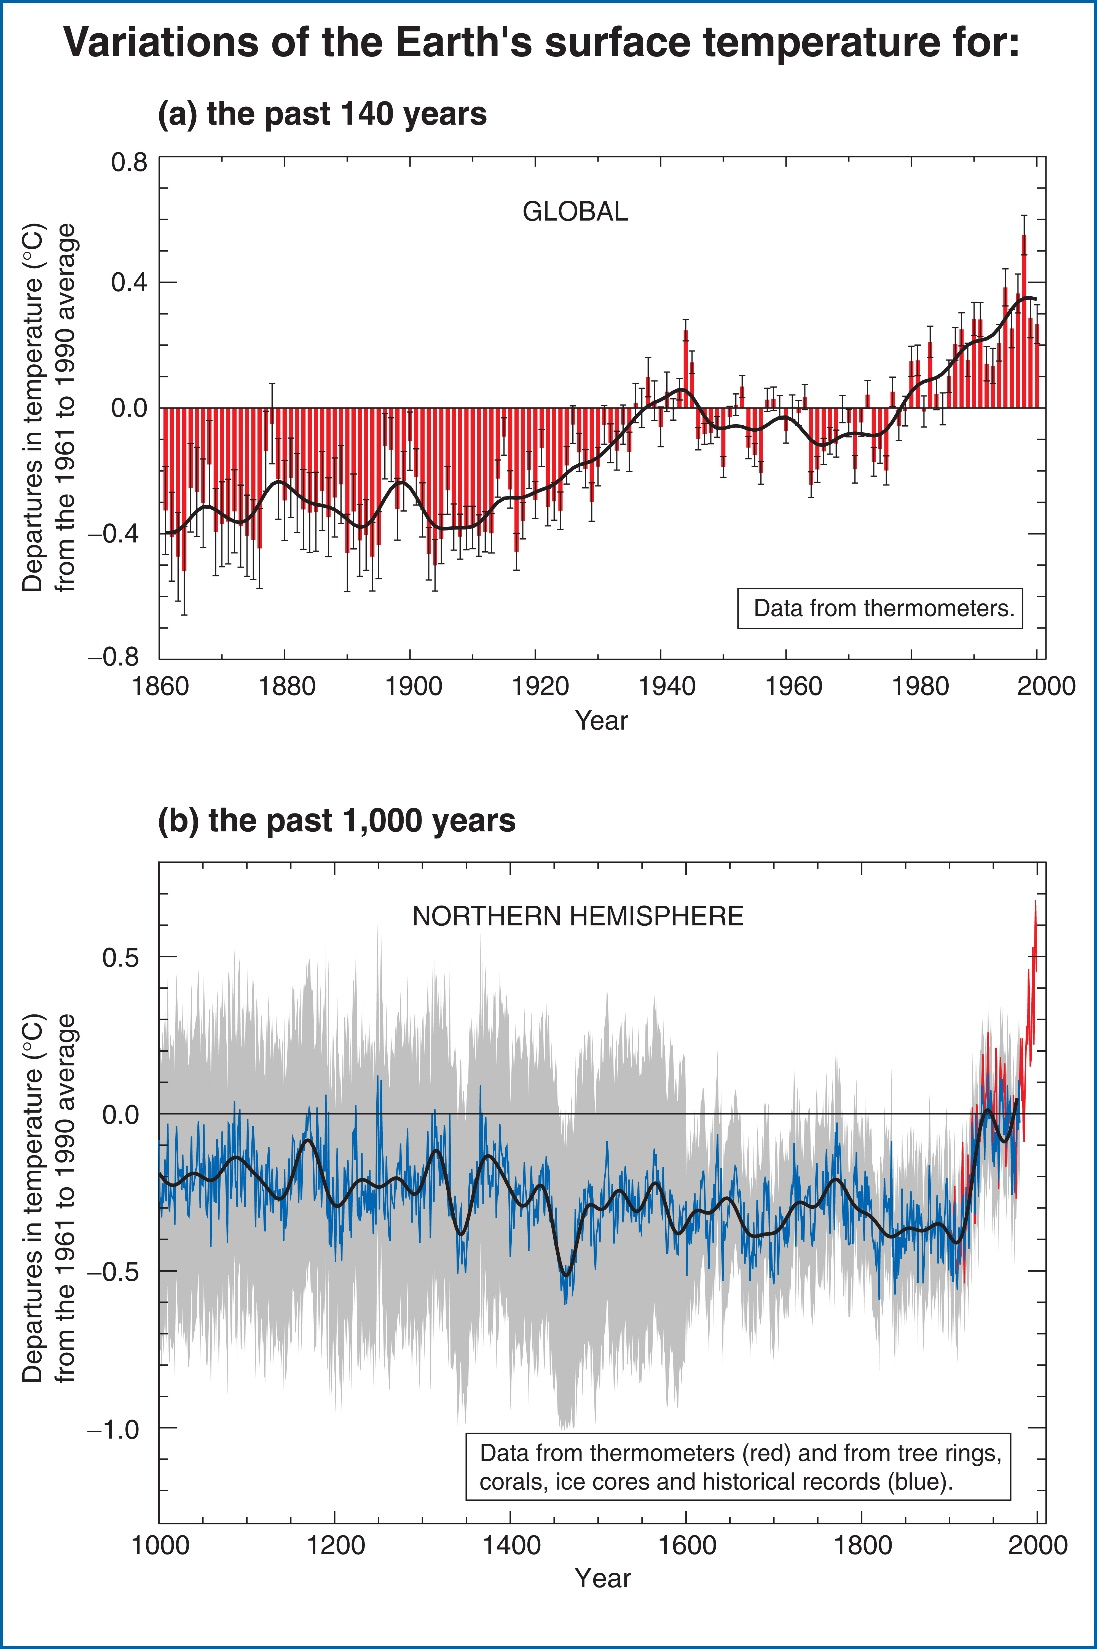 Variations of the Earth's surface temperature for:
(a) the past 140 years
GLOBAL
Departures in temperature (°C)
from the 1961 to 1990 average
0.8
0.4
0.0
−0.4
−0.8
Data from thermometers.
1860 1880 1900 1920 1940 1960 1980 2000
Year
(b) the past 1,000 years
NORTHERN HEMISPHERE
Departures in temperature (°C)
from the 1961 to 1990 average
0.5
0.0
−0.5
−1.0
Data from thermometers (red) and from tree rings,
corals, ice cores and historical records (blue).
1000 1200 1400 1600 1800 2000
Year